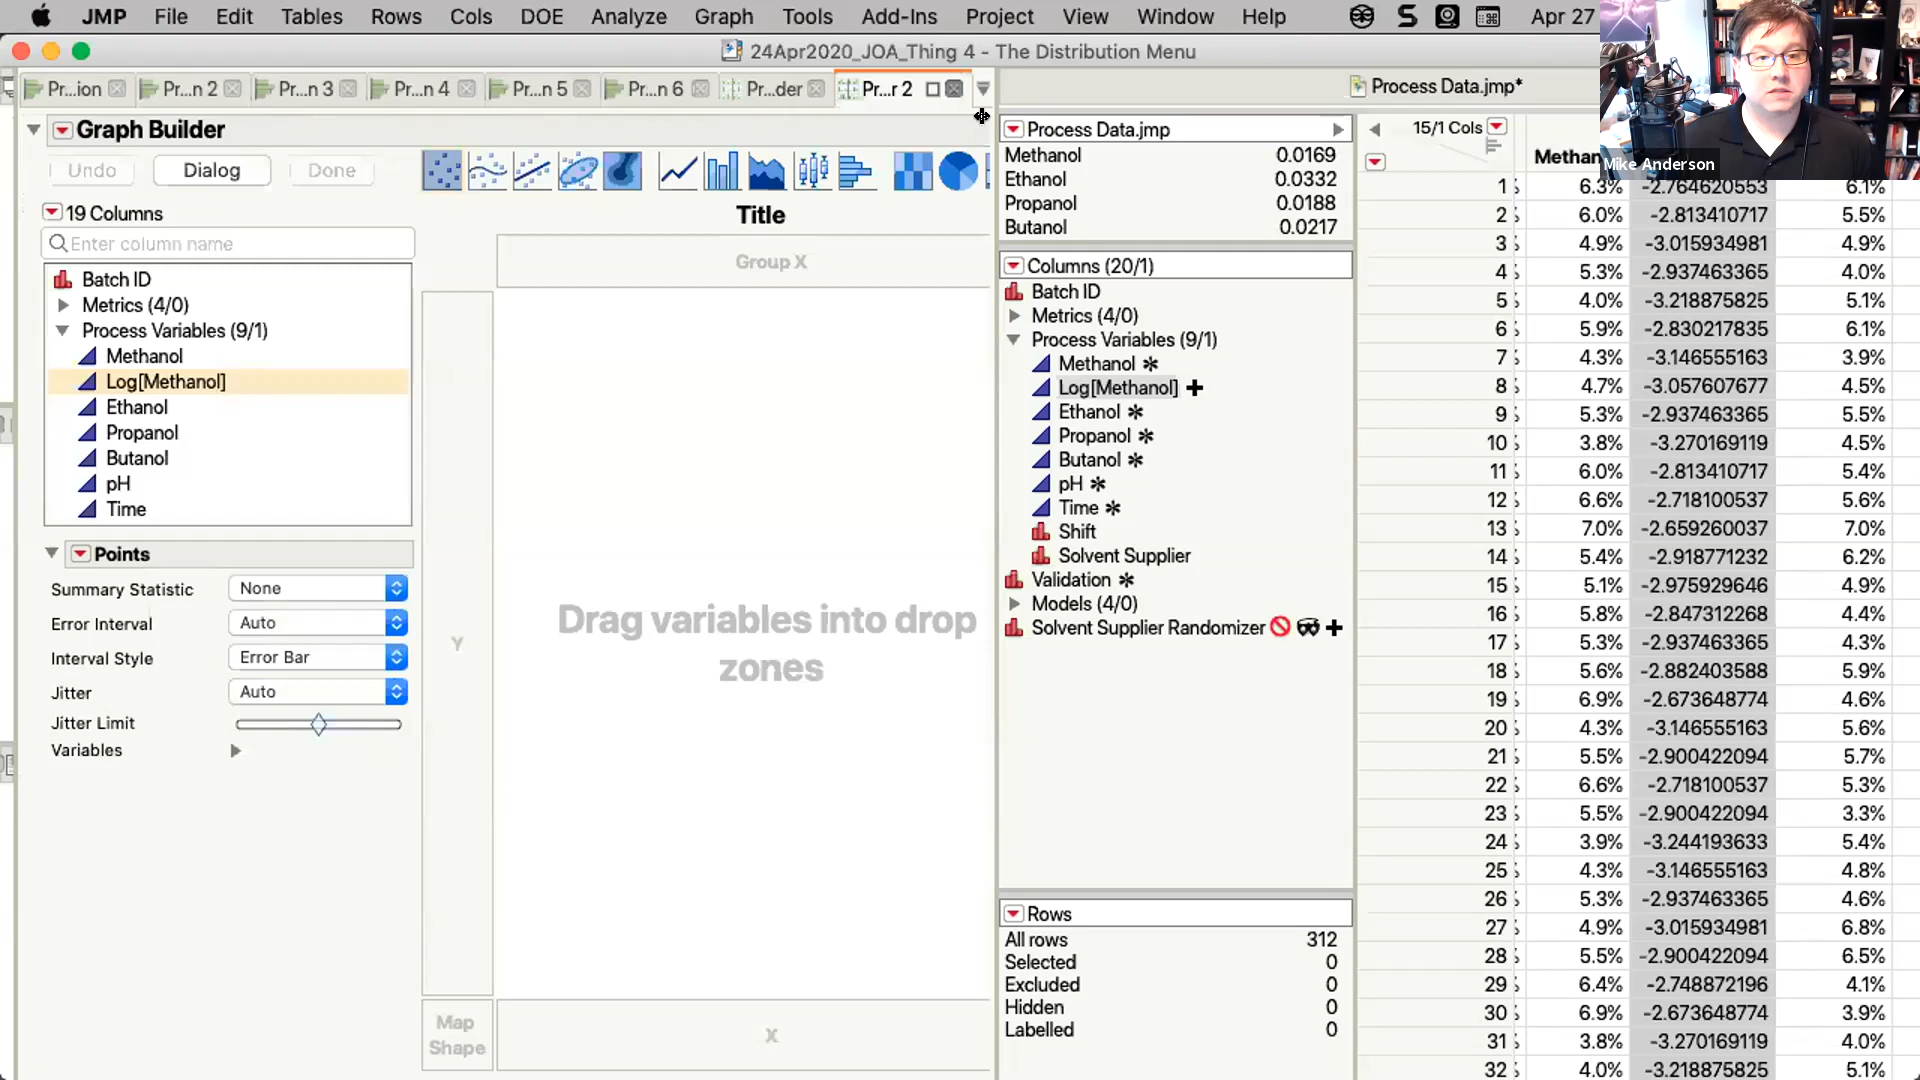 JMP File Edit Tables Rows Cols DOE Analyze Graph Tools Add-Ins Project View Window Help Apr 27
24Apr2020_JOA_Thing 4 - The Distribution Menu
Pr...ion Pr...n 2 Pr...n 3 Pr...n 4 Pr...n 5 Pr...n 6 Pr...der Pr...r 2
Graph Builder
Undo Dialog Done
19 Columns
Enter column name
Batch ID
Metrics (4/0)
Process Variables (9/1)
Methanol
Log[Methanol]
Ethanol
Propanol
Butanol
pH
Time
Points
Summary Statistic None
Error Interval Auto
Interval Style Error Bar
Jitter Auto
Jitter Limit
Variables
Title
Group X
Y
Drag variables into drop
zones
Map
Shape
X
Process Data.jmp*
Process Data.jmp
Methanol 0.0169
Ethanol 0.0332
Propanol 0.0188
Butanol 0.0217
Columns (20/1)
Batch ID
Metrics (4/0)
Process Variables (9/1)
Methanol *
Log[Methanol] +
Ethanol *
Propanol *
Butanol *
pH *
Time *
Shift
Solvent Supplier
Validation *
Models (4/0)
Solvent Supplier Randomizer +
Rows
All rows 312
Selected 0
Excluded 0
Hidden 0
Labelled 0
15/1 Cols
Methan
Mike Anderson
1 6.3% -2.764620553 6.1%
2 6.0% -2.813410717 5.5%
3 4.9% -3.015934981 4.9%
4 5.3% -2.937463365 4.0%
5 4.0% -3.218875825 5.1%
6 5.9% -2.830217835 6.1%
7 4.3% -3.146555163 3.9%
8 4.7% -3.057607677 4.5%
9 5.3% -2.937463365 5.5%
10 3.8% -3.270169119 4.5%
11 6.0% -2.813410717 5.4%
12 6.6% -2.718100537 5.6%
13 7.0% -2.659260037 7.0%
14 5.4% -2.918771232 6.2%
15 5.1% -2.975929646 4.9%
16 5.8% -2.847312268 4.4%
17 5.3% -2.937463365 4.3%
18 5.6% -2.882403588 5.9%
19 6.9% -2.673648774 4.6%
20 4.3% -3.146555163 5.6%
21 5.5% -2.900422094 5.7%
22 6.6% -2.718100537 5.3%
23 5.5% -2.900422094 3.3%
24 3.9% -3.244193633 5.4%
25 4.3% -3.146555163 4.8%
26 5.3% -2.937463365 4.6%
27 4.9% -3.015934981 6.8%
28 5.5% -2.900422094 6.5%
29 6.4% -2.748872196 4.1%
30 6.9% -2.673648774 3.9%
31 3.8% -3.270169119 4.0%
32 4.0% -3.218875825 5.1%